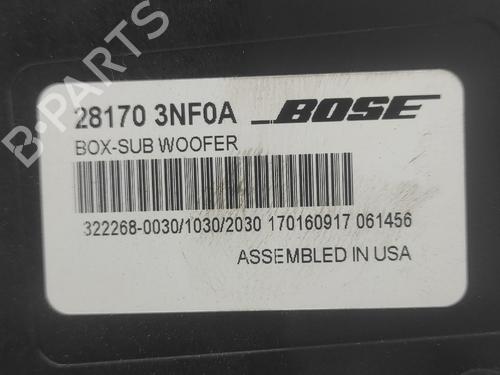 B-PARTS
28170 3NF0A BOSE
BOX-SUB WOOFER
322268-0030/1030/2030 170160917 061456
ASSEMBLED IN USA